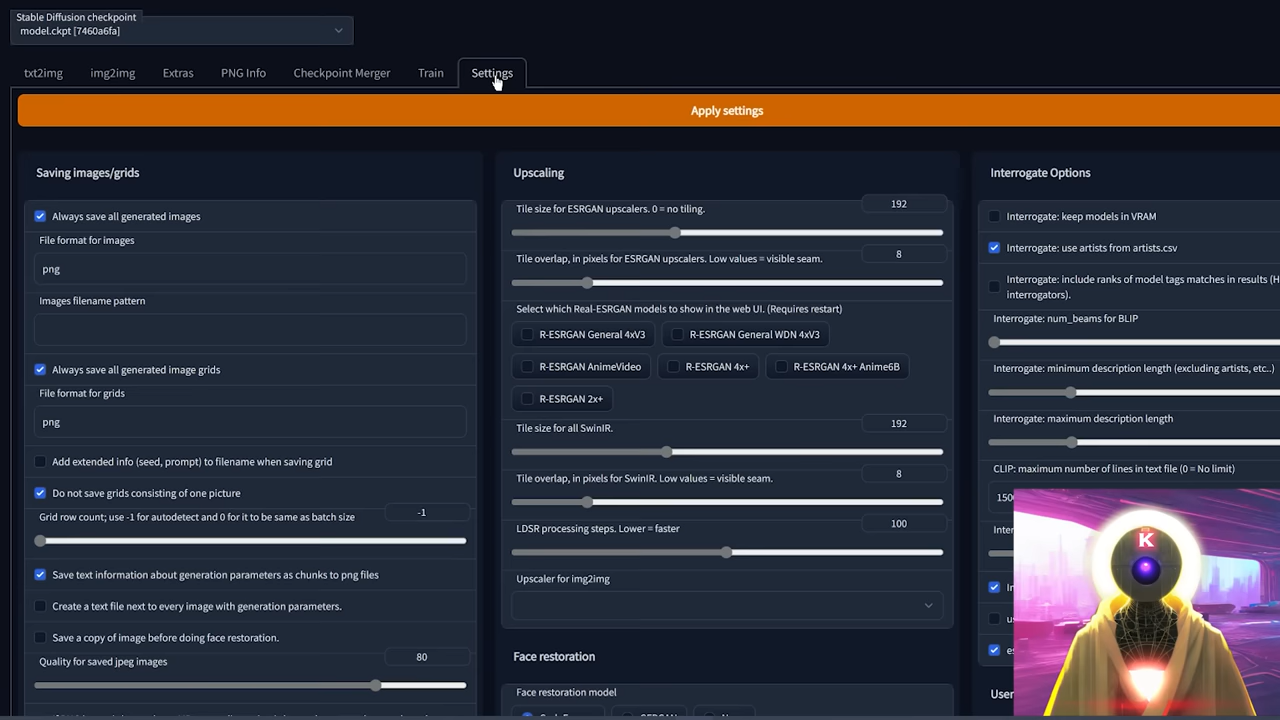 Stable Diffusion checkpoint
model.ckpt [7460a6fa]
txt2img
img2img
Extras
PNG Info
Checkpoint Merger
Train
Settings
Apply settings
Saving images/grids
Always save all generated images
File format for images
png
Images filename pattern
Always save all generated image grids
File format for grids
png
Add extended info (seed, prompt) to filename when saving grid
Do not save grids consisting of one picture
Grid row count; use -1 for autodetect and 0 for it to be same as batch size
-1
Save text information about generation parameters as chunks to png files
Create a text file next to every image with generation parameters.
Save a copy of image before doing face restoration.
Quality for saved jpeg images
80
Upscaling
Tile size for ESRGAN upscalers. 0 = no tiling.
192
Tile overlap, in pixels for ESRGAN upscalers. Low values = visible seam.
8
Select which Real-ESRGAN models to show in the web UI. (Requires restart)
R-ESRGAN General 4xV3
R-ESRGAN General WDN 4xV3
R-ESRGAN AnimeVideo
R-ESRGAN 4x+
R-ESRGAN 4x+ Anime6B
R-ESRGAN 2x+
Tile size for all SwinIR.
192
Tile overlap, in pixels for SwinIR. Low values = visible seam.
8
LDSR processing steps. Lower = faster
100
Upscaler for img2img
Face restoration
Face restoration model
Interrogate Options
Interrogate: keep models in VRAM
Interrogate: use artists from artists.csv
Interrogate: include ranks of model tags matches in results (H
interrogators).
Interrogate: num_beams for BLIP
Interrogate: minimum description length (excluding artists, etc..)
Interrogate: maximum description length
CLIP: maximum number of lines in text file (0 = No limit)
150
Inter
User
K